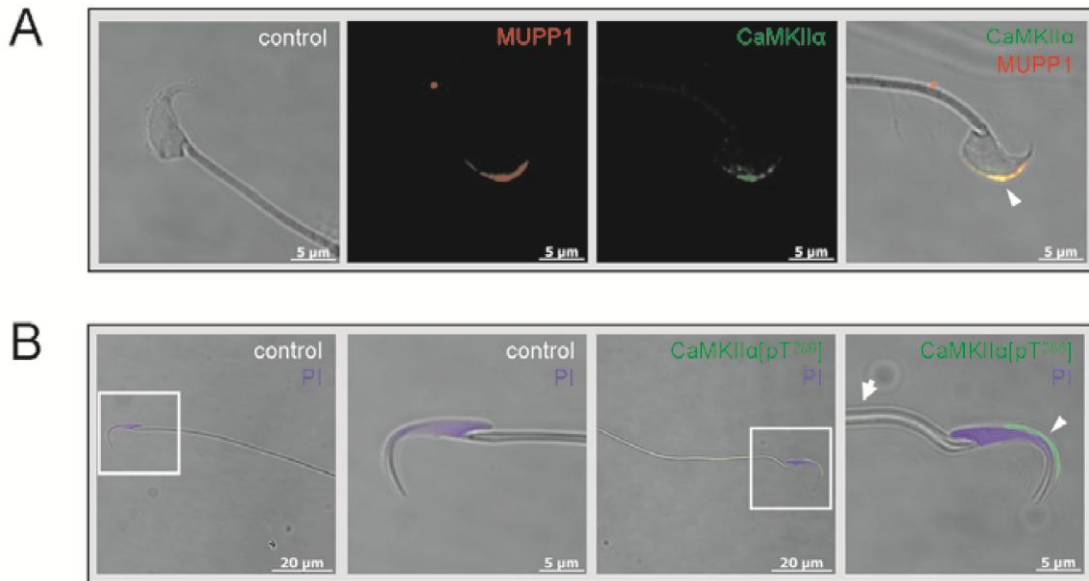 A
control
5 µm
MUPP1
5 µm
CaMKIIα
5 µm
CaMKIIα
MUPP1
5 µm
B
control
PI
20 µm
control
PI
5 µm
CaMKIIα[pT²⁸⁶]
PI
20 µm
CaMKIIα[pT²⁸⁶]
PI
5 µm